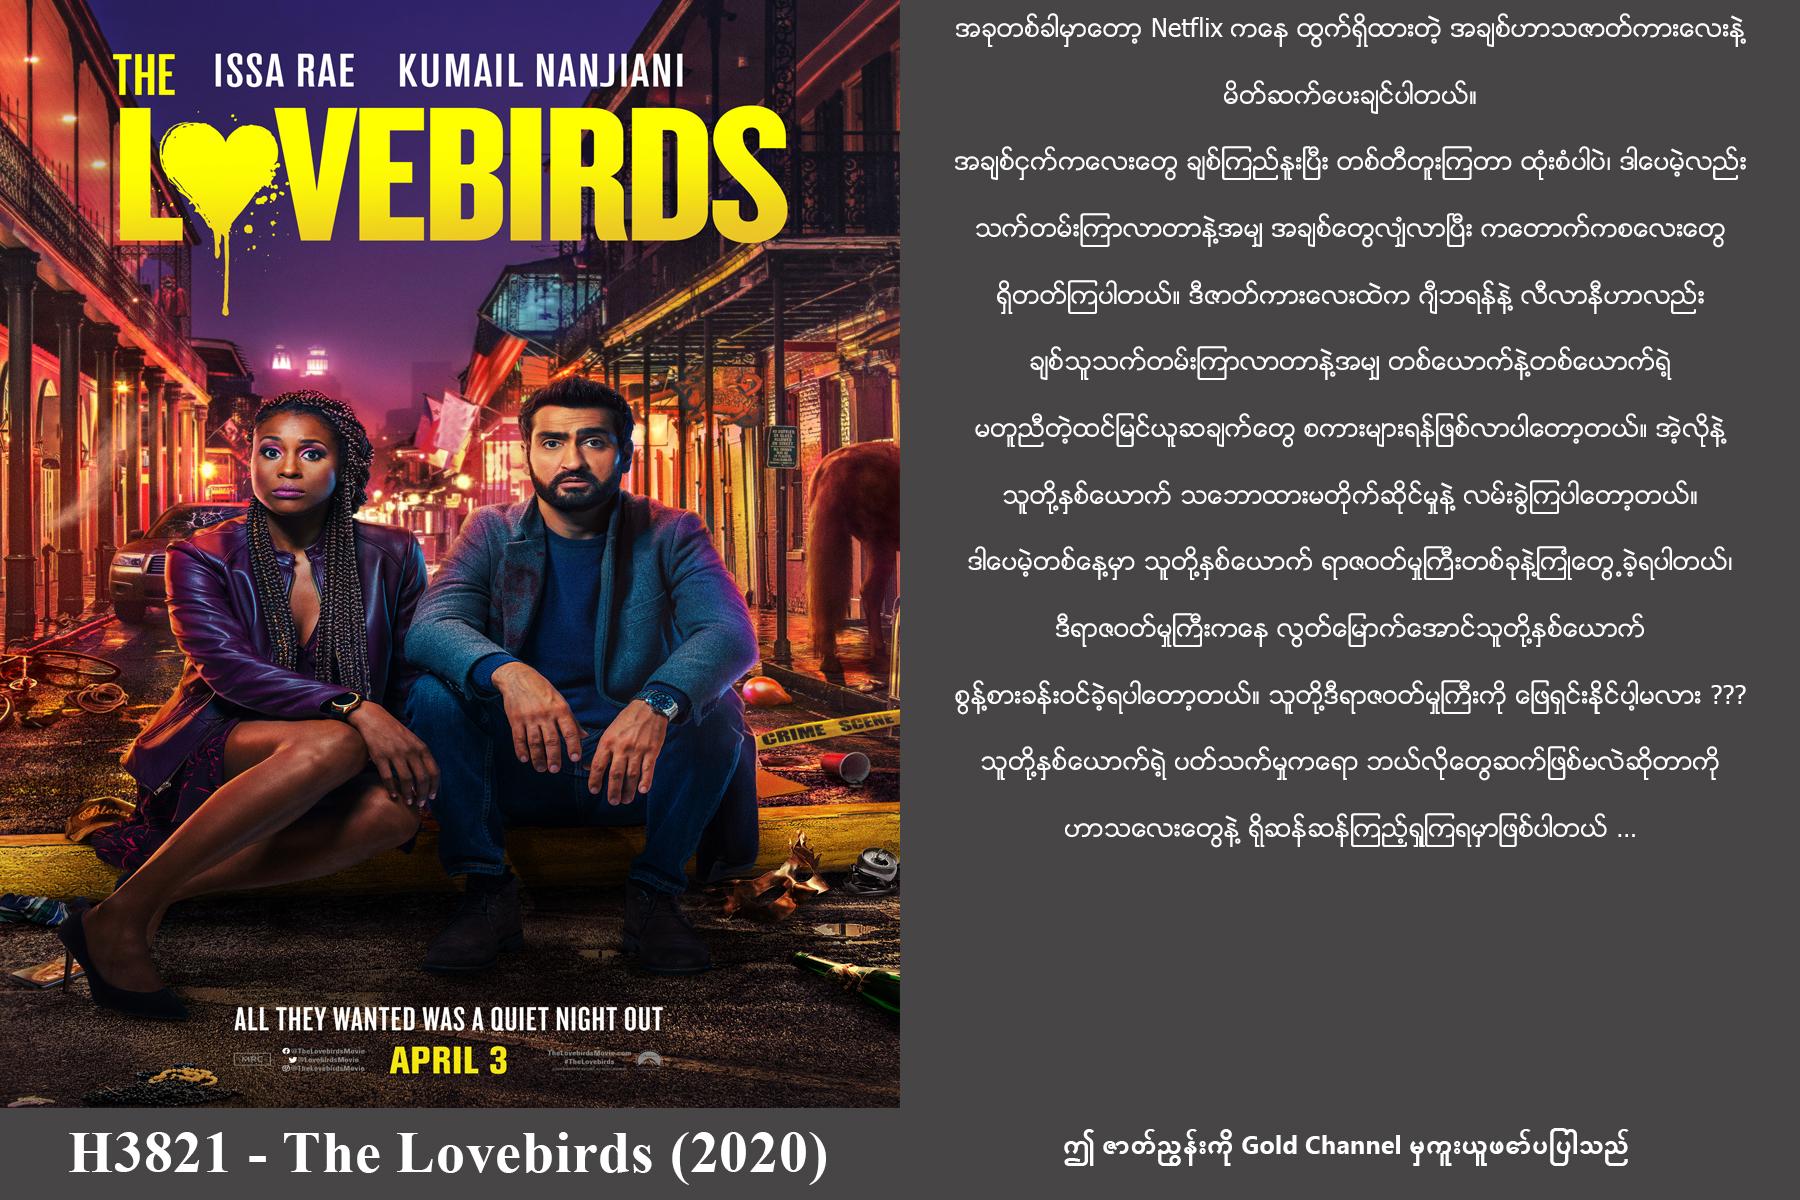 THE ISSA RAE KUMAIL NANJIANI
LOVEBIRDS
CRIME SCENE
ALL THEY WANTED WAS A QUIET NIGHT OUT
MRC
@TheLovebirdsMovie
@LovebirdsMovie
@TheLovebirdsMovie
APRIL 3
TheLovebirdsMovie.com
#TheLovebirds
H3821 - The Lovebirds (2020)
အခုတစ်ခါမှာတော့ Netflix ကနေ ထွက်ရှိထားတဲ့ အချစ်ဟာသဇာတ်ကားလေးနဲ့
မိတ်ဆက်ပေးချင်ပါတယ်။
အချစ်ငှက်ကလေးတွေ ချစ်ကြည်နူးပြီး တစ်တီတူးကြတာ ထုံးစံပါပဲ၊ ဒါပေမဲ့လည်း
သက်တမ်းကြာလာတာနဲ့အမျှ အချစ်တွေလျှံလာပြီး ကတောက်ကစလေးတွေ
ရှိတတ်ကြပါတယ်။ ဒီဇာတ်ကားလေးထဲက ဂျီဘရန်နဲ့ လီလာနီဟာလည်း
ချစ်သူသက်တမ်းကြာလာတာနဲ့အမျှ တစ်ယောက်နဲ့တစ်ယောက်ရဲ့
မတူညီတဲ့ထင်မြင်ယူဆချက်တွေ စကားများရန်ဖြစ်လာပါတော့တယ်။ အဲ့လိုနဲ့
သူတို့နှစ်ယောက် သဘောထားမတိုက်ဆိုင်မှုနဲ့ လမ်းခွဲကြပါတော့တယ်။
ဒါပေမဲ့တစ်နေ့မှာ သူတို့နှစ်ယောက် ရာဇဝတ်မှုကြီးတစ်ခုနဲ့ကြုံတွေ့ခဲ့ရပါတယ်၊
ဒီရာဇဝတ်မှုကြီးကနေ လွတ်မြောက်အောင်သူတို့နှစ်ယောက်
စွန့်စားခန်းဝင်ခဲ့ရပါတော့တယ်။ သူတို့ဒီရာဇဝတ်မှုကြီးကို ဖြေရှင်းနိုင်ပါ့မလား ???
သူတို့နှစ်ယောက်ရဲ့ ပတ်သက်မှုကရော ဘယ်လိုတွေဆက်ဖြစ်မလဲဆိုတာကို
ဟာသလေးတွေနဲ့ ရိုဆန်ဆန်ကြည့်ရှုကြရမှာဖြစ်ပါတယ် ...
ဤ ဇာတ်ညွှန်းကို Gold Channel မှကူးယူဖော်ပပြါသည်